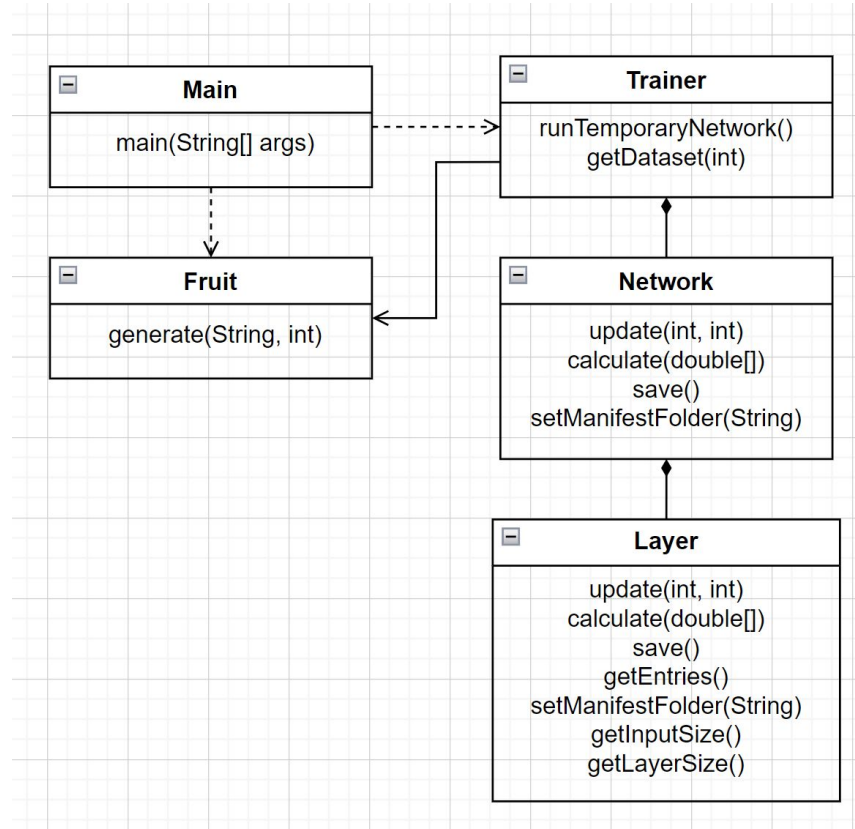 Main
main(String[] args)
Trainer
runTemporaryNetwork()
getDataset(int)
Fruit
generate(String, int)
Network
update(int, int)
calculate(double[])
save()
setManifestFolder(String)
Layer
update(int, int)
calculate(double[])
save()
getEntries()
setManifestFolder(String)
getInputSize()
getLayerSize()